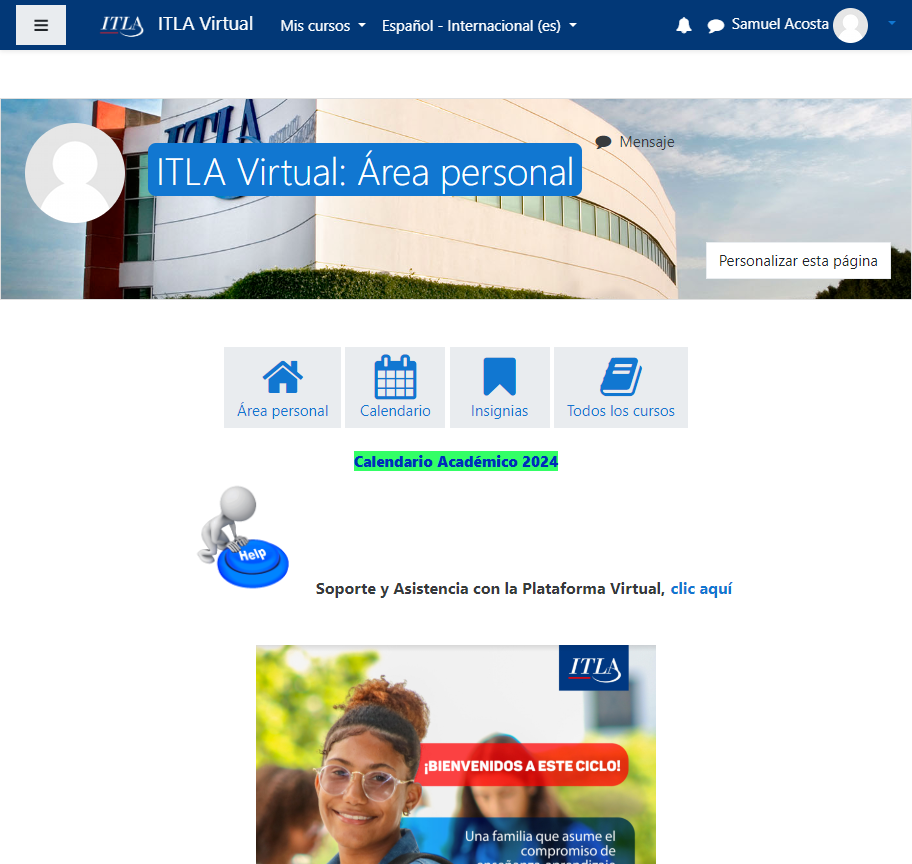 ITLA ITLA Virtual Mis cursos Español - Internacional (es) Samuel Acosta
ITLA
Mensaje
ITLA Virtual: Área personal
Personalizar esta página
Área personal Calendario Insignias Todos los cursos
Calendario Académico 2024
Help
Soporte y Asistencia con la Plataforma Virtual, clic aquí
ITLA
¡BIENVENIDOS A ESTE CICLO!
Una familia que asume el
compromiso de